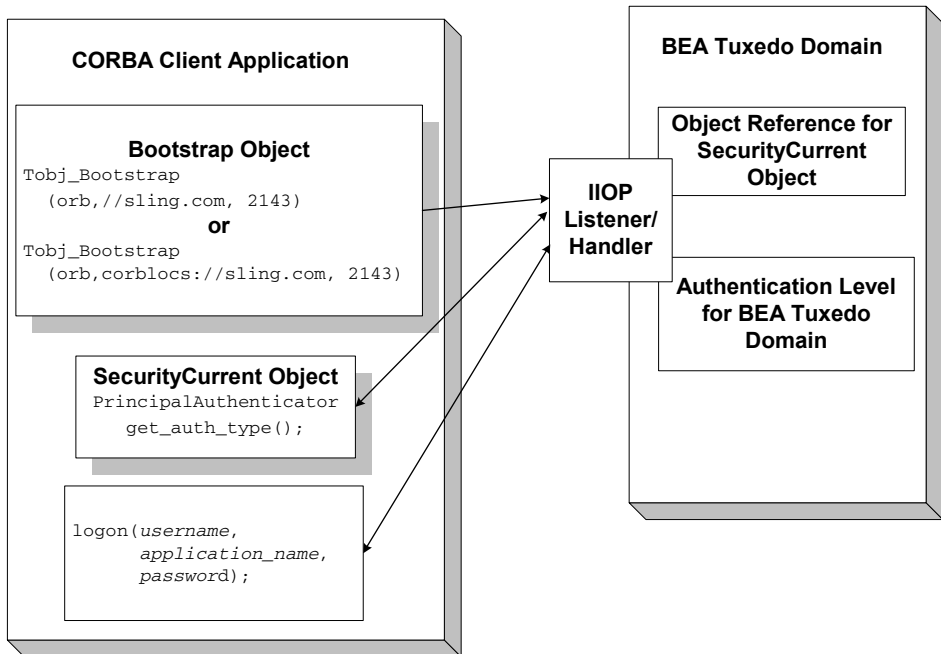 CORBA Client Application
Bootstrap Object
Tobj_Bootstrap
(orb,//sling.com, 2143)
or
Tobj_Bootstrap
(orb,corblocs://sling.com, 2143)
SecurityCurrent Object
PrincipalAuthenticator
get_auth_type();
logon(username,
application_name,
password);
IIOP
Listener/
Handler
BEA Tuxedo Domain
Object Reference for
SecurityCurrent
Object
Authentication Level
for BEA Tuxedo
Domain